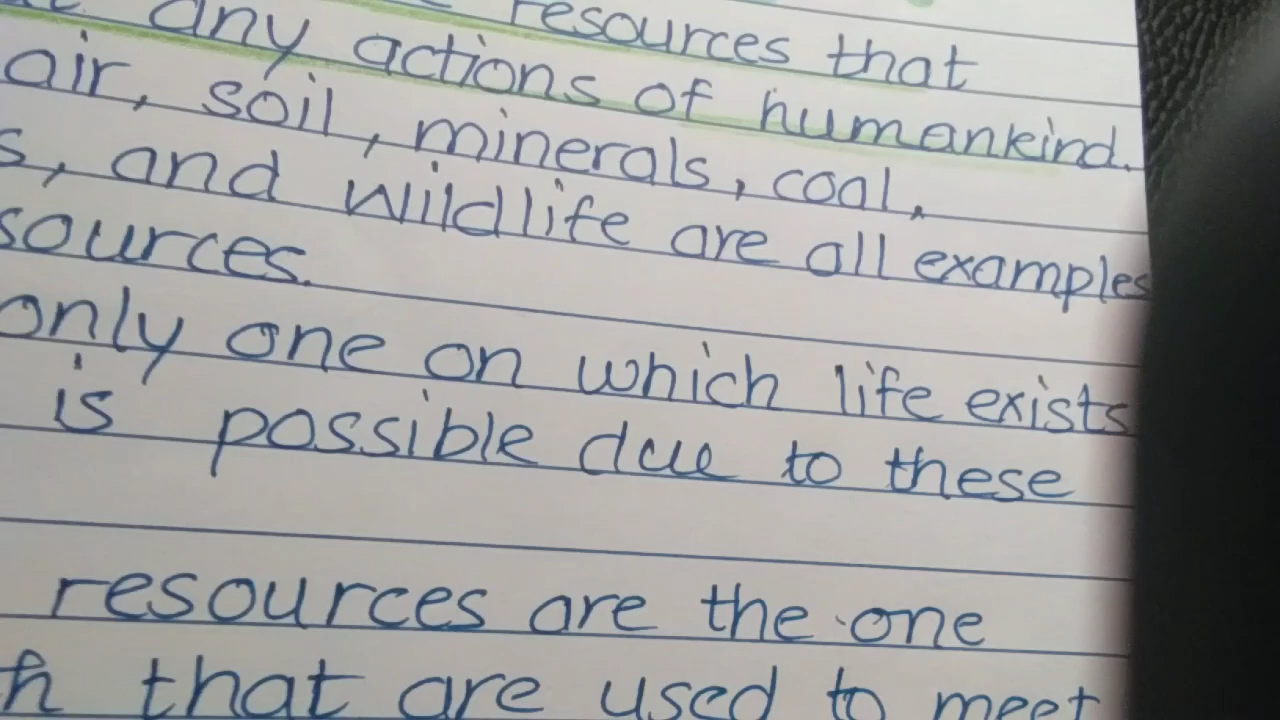 any actions of humankind.
resources that
air, soil, minerals, coal,
and wildlife are all examples
only one on which life exists
is possible due to these
resources are the one
that are used to meet